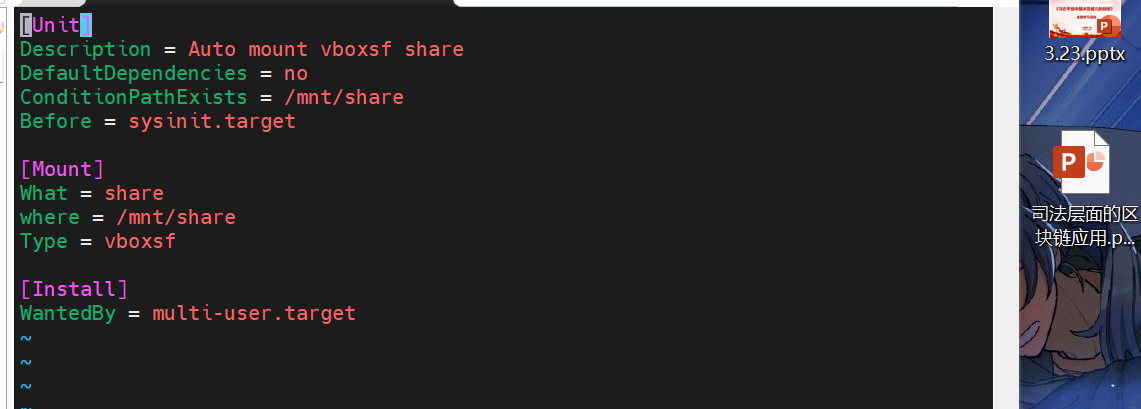 [Unit]
Description = Auto mount vboxsf share
DefaultDependencies = no
ConditionPathExists = /mnt/share
Before = sysinit.target
[Mount]
What = share
where = /mnt/share
Type = vboxsf
[Install]
WantedBy = multi-user.target
~
~
~
3.23.pptx
P
司法层面的区
块链应用.p...